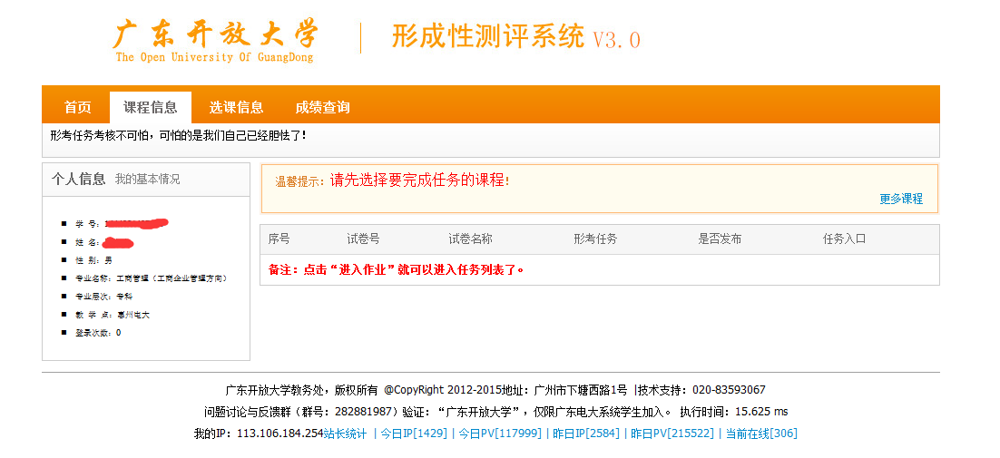 广东开放大学 形成性测评系统 V3.0
The Open University Of GuangDong
首页 课程信息 选课信息 成绩查询
形考任务考核不可怕，可怕的是我们自己已经胆怯了！
个人信息 我的基本情况
温馨提示：请先选择要完成任务的课程！
更多课程
学 号：
姓 名：
性 别：男
专业名称：工商管理（工商企业管理方向）
专业层次：专科
教 学 点：惠州电大
登录次数：0
序号 试卷号 试卷名称 形考任务 是否发布 任务入口
备注：点击“进入作业”就可以进入任务列表了。
广东开放大学教务处，版权所有 @CopyRight 2012-2015地址：广州市下塘西路1号 |技术支持：020-83593067
问题讨论与反馈群（群号：282881987）验证：“广东开放大学”，仅限广东电大系统学生加入。 执行时间：15.625 ms
我的IP：113.106.184.254站长统计 | 今日IP[1429] | 今日PV[117999] | 昨日IP[2584] | 昨日PV[215522] | 当前在线[306]